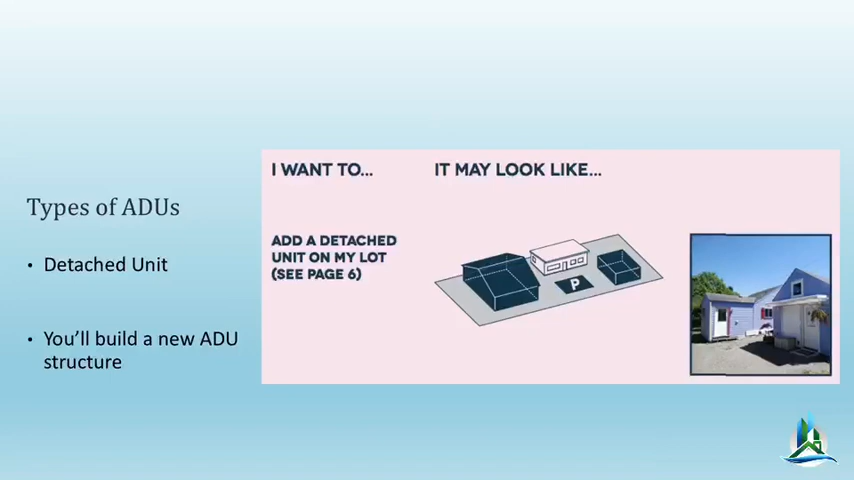 I WANT TO...
IT MAY LOOK LIKE...
Types of ADUs
• Detached Unit
• You'll build a new ADU
structure
ADD A DETACHED
UNIT ON MY LOT
(SEE PAGE 6)
P